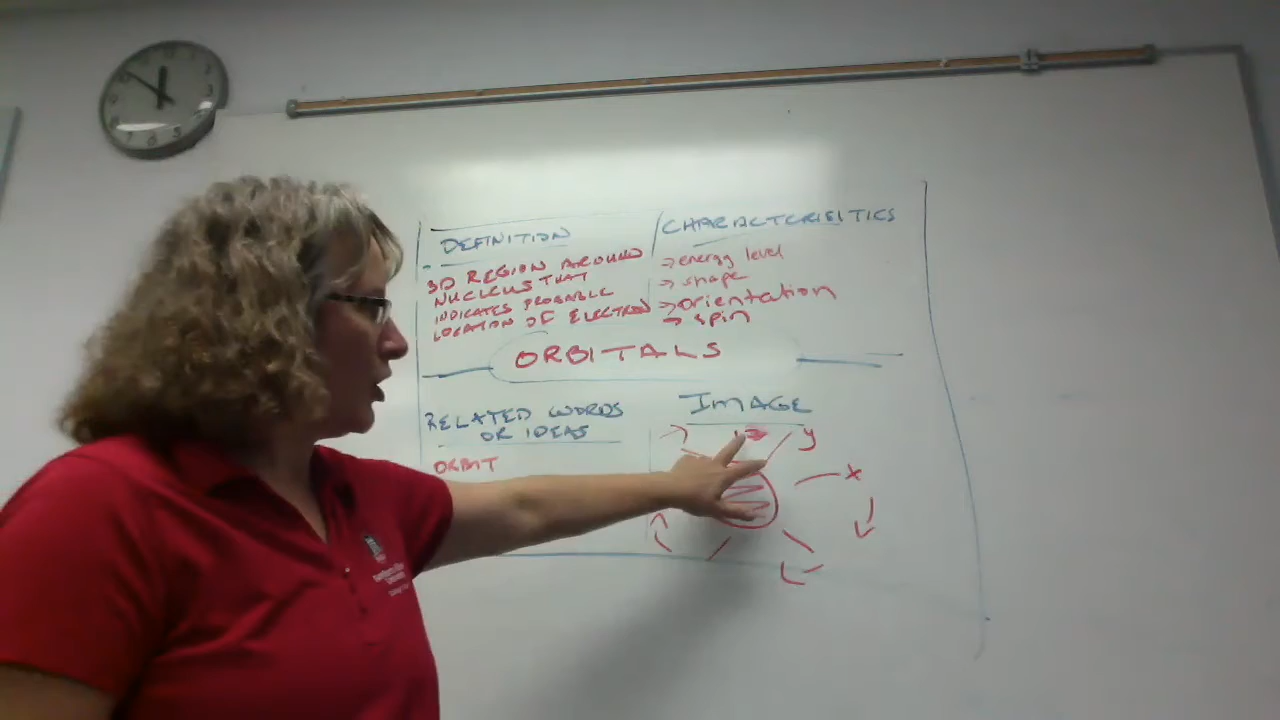 DEFINITION
3D REGION AROUND
NUCLEUS THAT
INDICATES PROBABLE
LOCATION OF ELECTRON
CHARACTERISITICS
→ energy level
→ shape
→ orientation
→ spin
ORBITALS
RELATED WORDS
OR IDEAS
ORBIT
IMAGE
y
x